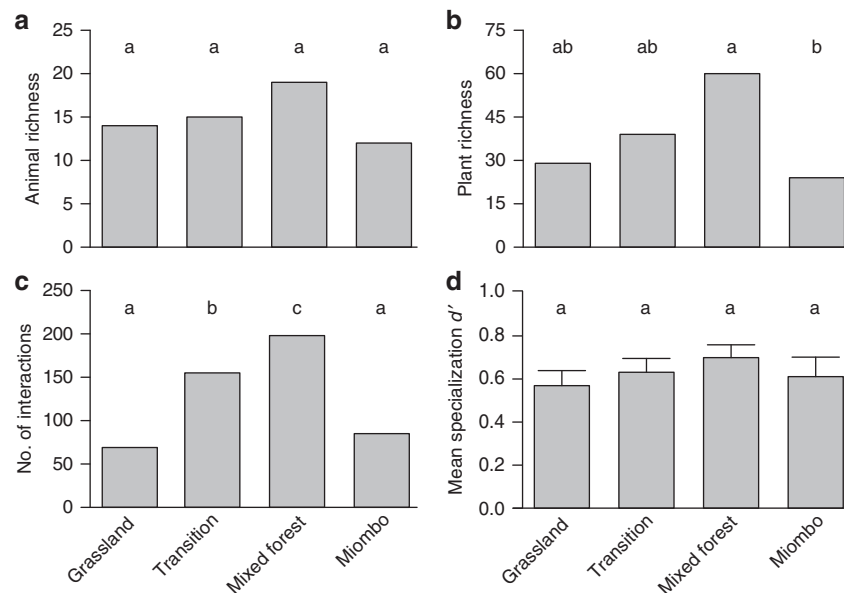 a
a a a a
25
20
15
10
5
0
Animal richness
b
ab ab a b
60
45
30
15
0
Plant richness
c
a b c a
250
200
150
100
50
0
No. of interactions
Grassland
Transition
Mixed forest
Miombo
d
a a a a
1.0
0.8
0.6
0.4
0.2
0.0
Mean specialization d′
Grassland
Transition
Mixed forest
Miombo